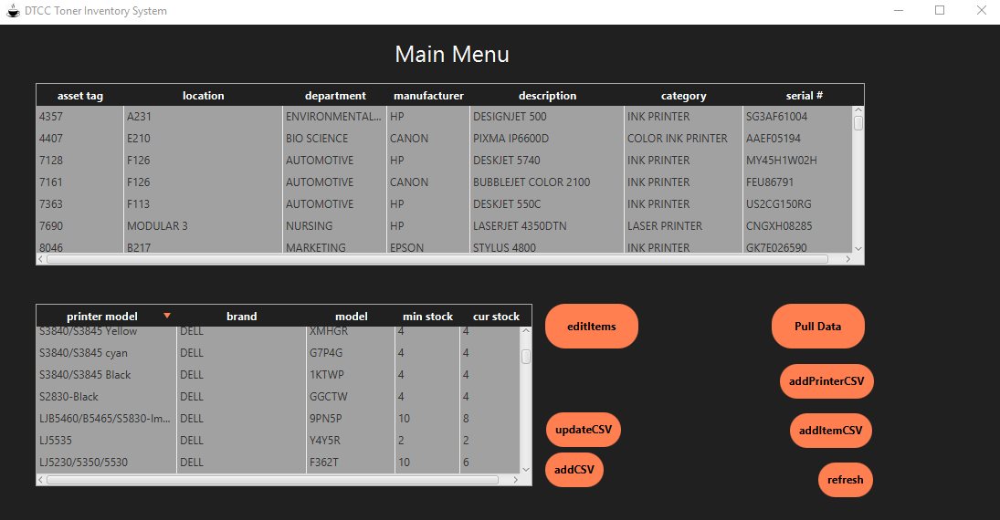 DTCC Toner Inventory System
Main Menu
asset tag location department manufacturer description category serial #
4357 A231 ENVIRONMENTAL... HP DESIGNJET 500 INK PRINTER SG3AF61004
4407 E210 BIO SCIENCE CANON PIXMA IP6600D COLOR INK PRINTER AAEF05194
7128 F126 AUTOMOTIVE HP DESKJET 5740 INK PRINTER MY45H1W02H
7161 F126 AUTOMOTIVE CANON BUBBLEJET COLOR 2100 INK PRINTER FEU86791
7363 F113 AUTOMOTIVE HP DESKJET 550C INK PRINTER US2CG150RG
7690 MODULAR 3 NURSING HP LASERJET 4350DTN LASER PRINTER CNGXH08285
8046 B217 MARKETING EPSON STYLUS 4800 INK PRINTER GK7E026590
printer model brand model min stock cur stock
S3840/S3845 Yellow DELL XMHGR 4 4
S3840/S3845 cyan DELL G7P4G 4 4
S3840/S3845 Black DELL 1KTWP 4 4
S2830-Black DELL GGCTW 4 4
LJB5460/B5465/S5830-Im... DELL 9PN5P 10 8
LJ5535 DELL Y4Y5R 2 2
LJ5230/5350/5530 DELL F362T 10 6
editItems
Pull Data
addPrinterCSV
updateCSV
addItemCSV
addCSV
refresh